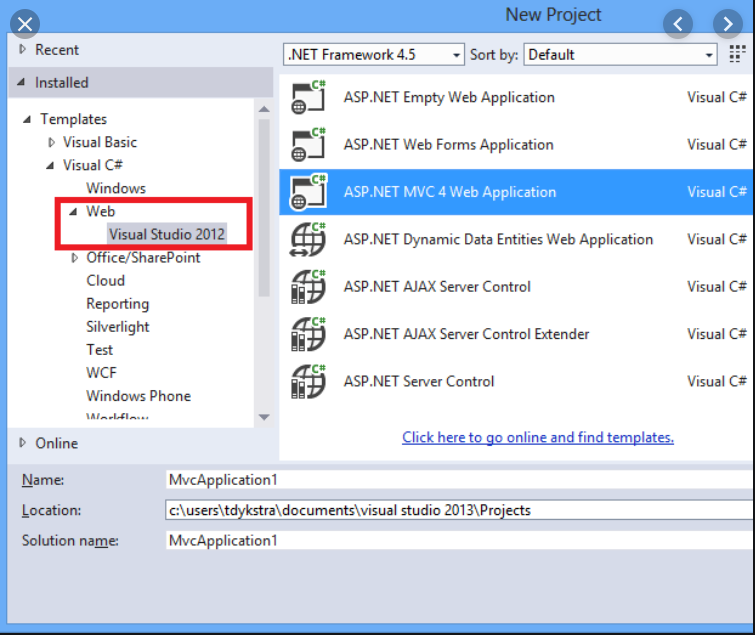 New Project
Recent
Installed
Templates
Visual Basic
Visual C#
Windows
Web
Visual Studio 2012
Office/SharePoint
Cloud
Reporting
Silverlight
Test
WCF
Windows Phone
Workflow
Online
.NET Framework 4.5 Sort by: Default
C# ASP.NET Empty Web Application Visual C#
C# ASP.NET Web Forms Application Visual C#
C# ASP.NET MVC 4 Web Application Visual C#
C# ASP.NET Dynamic Data Entities Web Application Visual C#
C# ASP.NET AJAX Server Control Visual C#
C# ASP.NET AJAX Server Control Extender Visual C#
C# ASP.NET Server Control Visual C#
Click here to go online and find templates.
Name: MvcApplication1
Location: c:\users\tdykstra\documents\visual studio 2013\Projects
Solution name: MvcApplication1